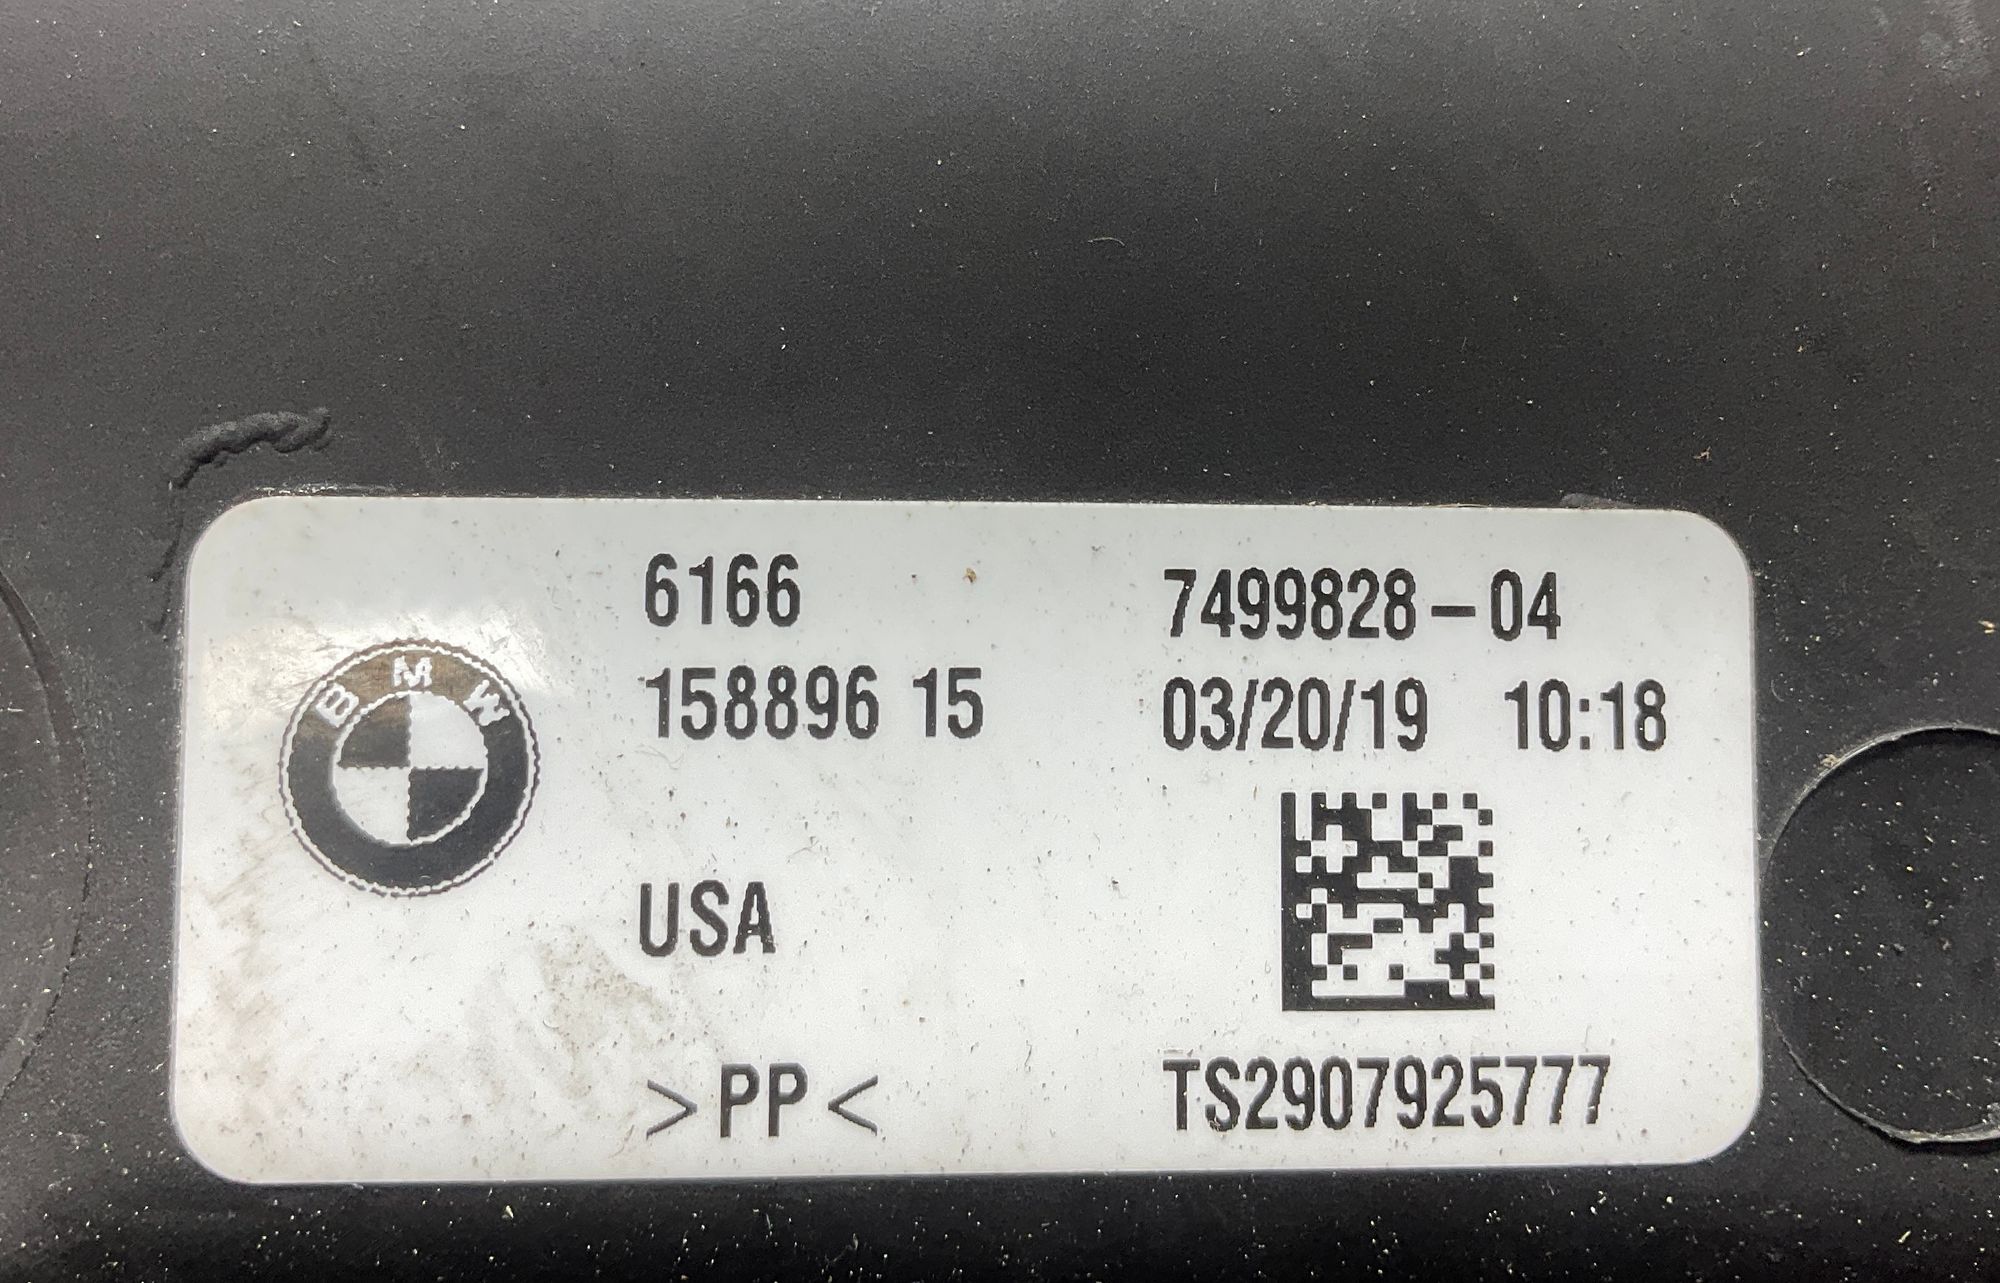 6166 7499828-04
158896 15 03/20/19 10:18
BMW
USA
>PP< TS2907925777